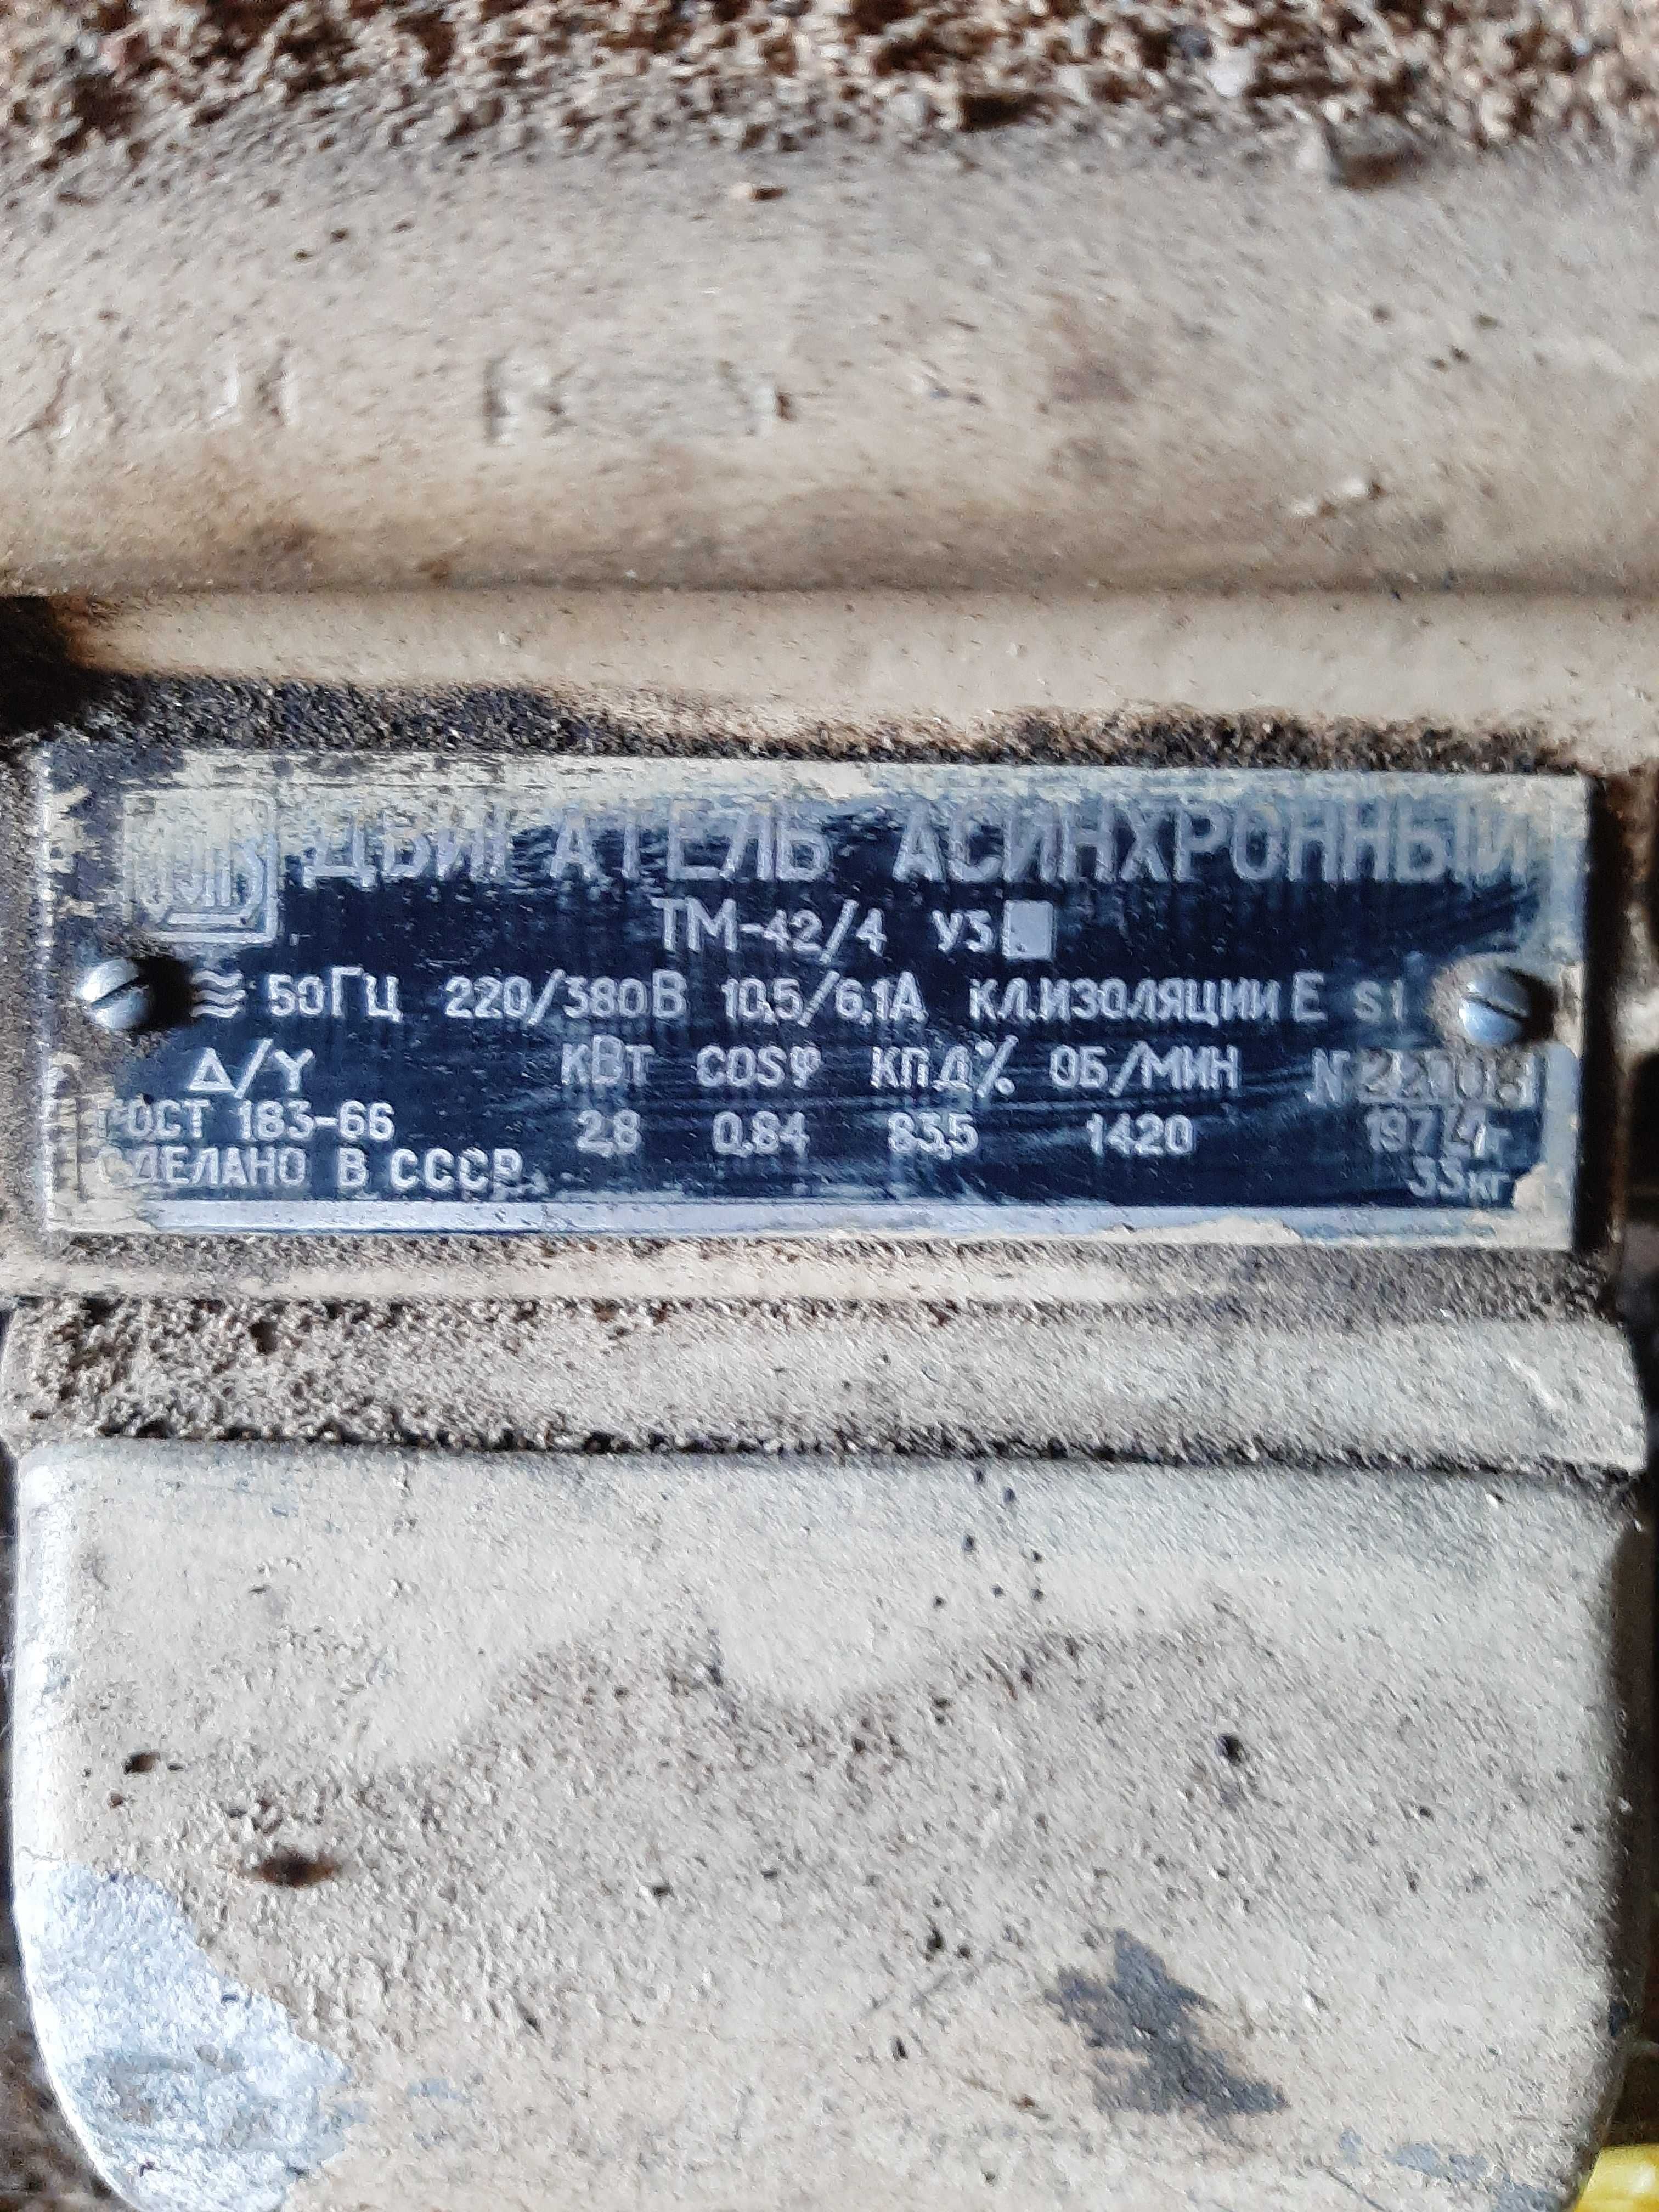 ДВИГАТЕЛЬ АСИНХРОННЫЙ
ТМ-42/4 У3
≈ 50ГЦ 220/380В 10,5/6,1А КЛ.ИЗОЛЯЦИИ Е S1
Δ/Y КВт COSφ КПД% ОБ/МИН №
ГОСТ 183-66 2,8 0,84 83,5 1420 1974г
СДЕЛАНО В СССР 33кг